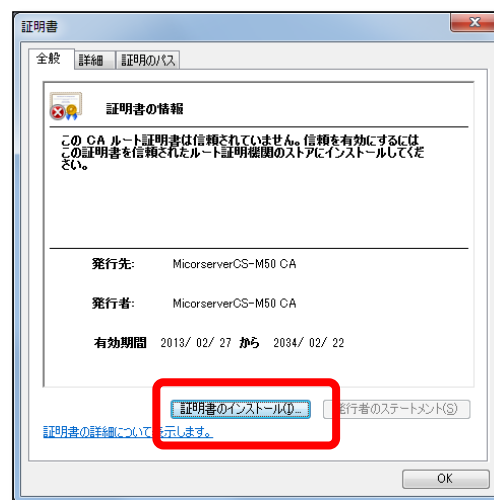 証明書
全般 詳細 証明のパス
証明書の情報
この CA ルート証明書は信頼されていません。信頼を有効にするには
この証明書を信頼されたルート証明機関のストアにインストールしてくだ
さい。
発行先: MicorserverCS-M50 CA
発行者: MicorserverCS-M50 CA
有効期間 2013/ 02/ 27 から 2034/ 02/ 22
証明書のインストール(I)... 発行者のステートメント(S)
証明書の詳細について表示します。
OK